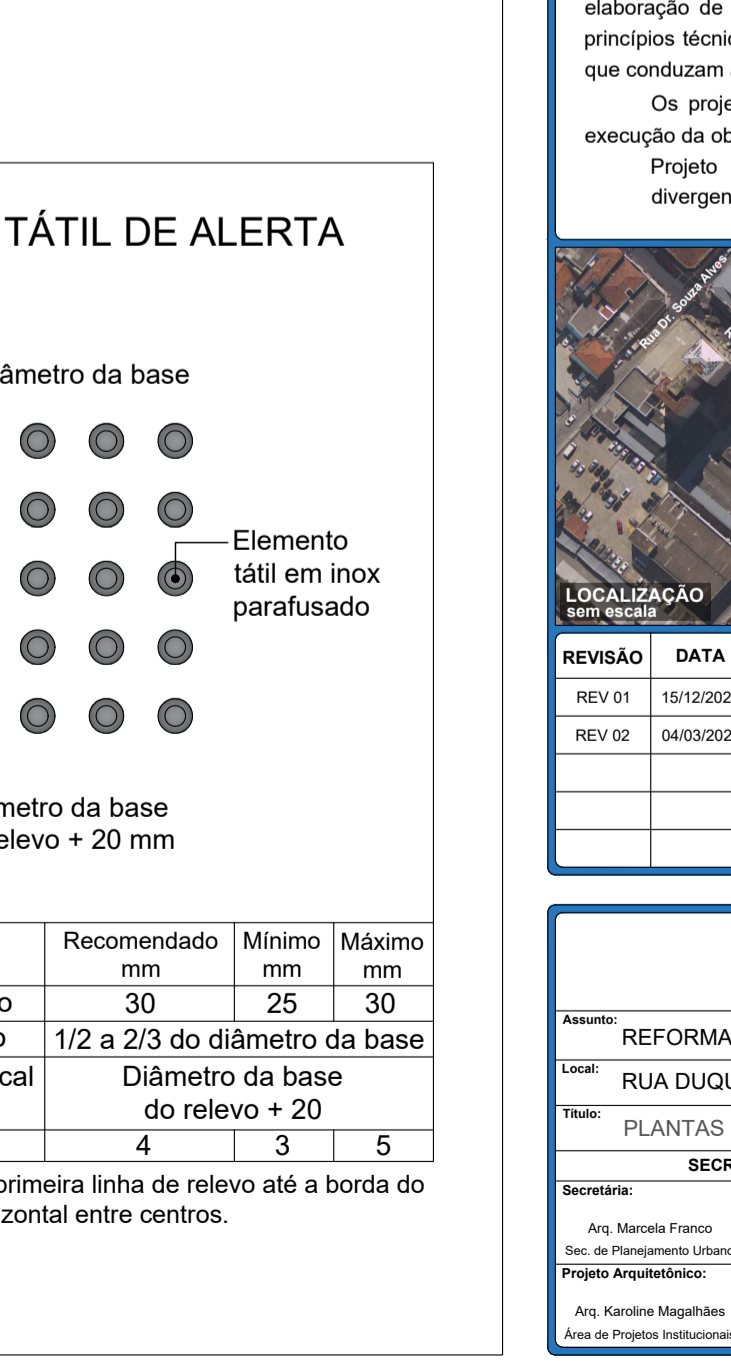 TÁTIL DE ALERTA
âmetro da base
Elemento
tátil em inox
parafusado
metro da base
elevo + 20 mm
Recomendado Mínimo Máximo
mm mm mm
o 30 25 30
o 1/2 a 2/3 do diâmetro da base
cal Diâmetro da base
do relevo + 20
4 3 5
primeira linha de relevo até a borda do
zontal entre centros.
elaboração de
princípios técni
que conduzam
Os proje
execução da ob
Projeto
divergen
Rua Dr. Souza Alves
LOCALIZAÇÃO
sem escala
REVISÃO DATA
REV 01 15/12/202
REV 02 04/03/202
Assunto:
REFORMA
Local:
RUA DUQU
Título:
PLANTAS
SECR
Secretária:
Arq. Marcela Franco
Sec. de Planejamento Urbano
Projeto Arquitetônico:
Arq. Karoline Magalhães
Área de Projetos Institucionais